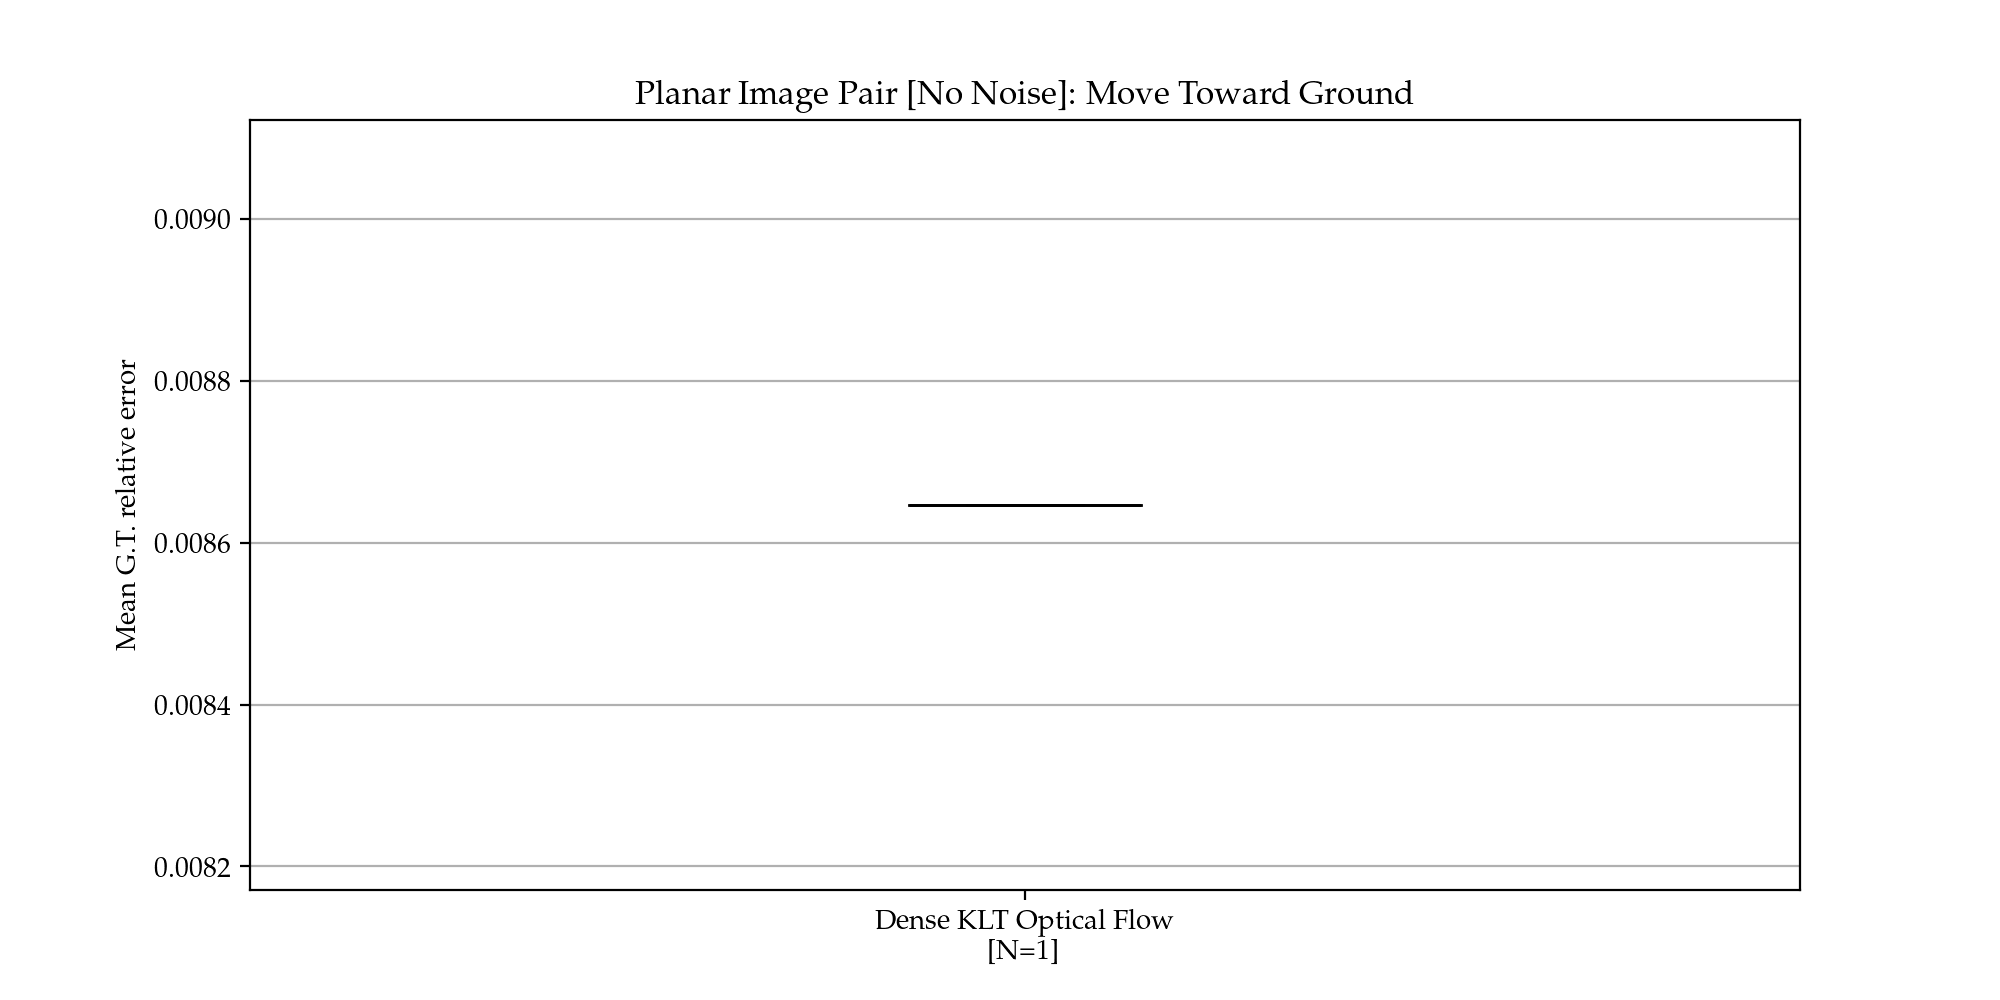 Planar Image Pair [No Noise]: Move Toward Ground
Mean G.T. relative error
0.0090
0.0088
0.0086
0.0084
0.0082
Dense KLT Optical Flow
[N=1]